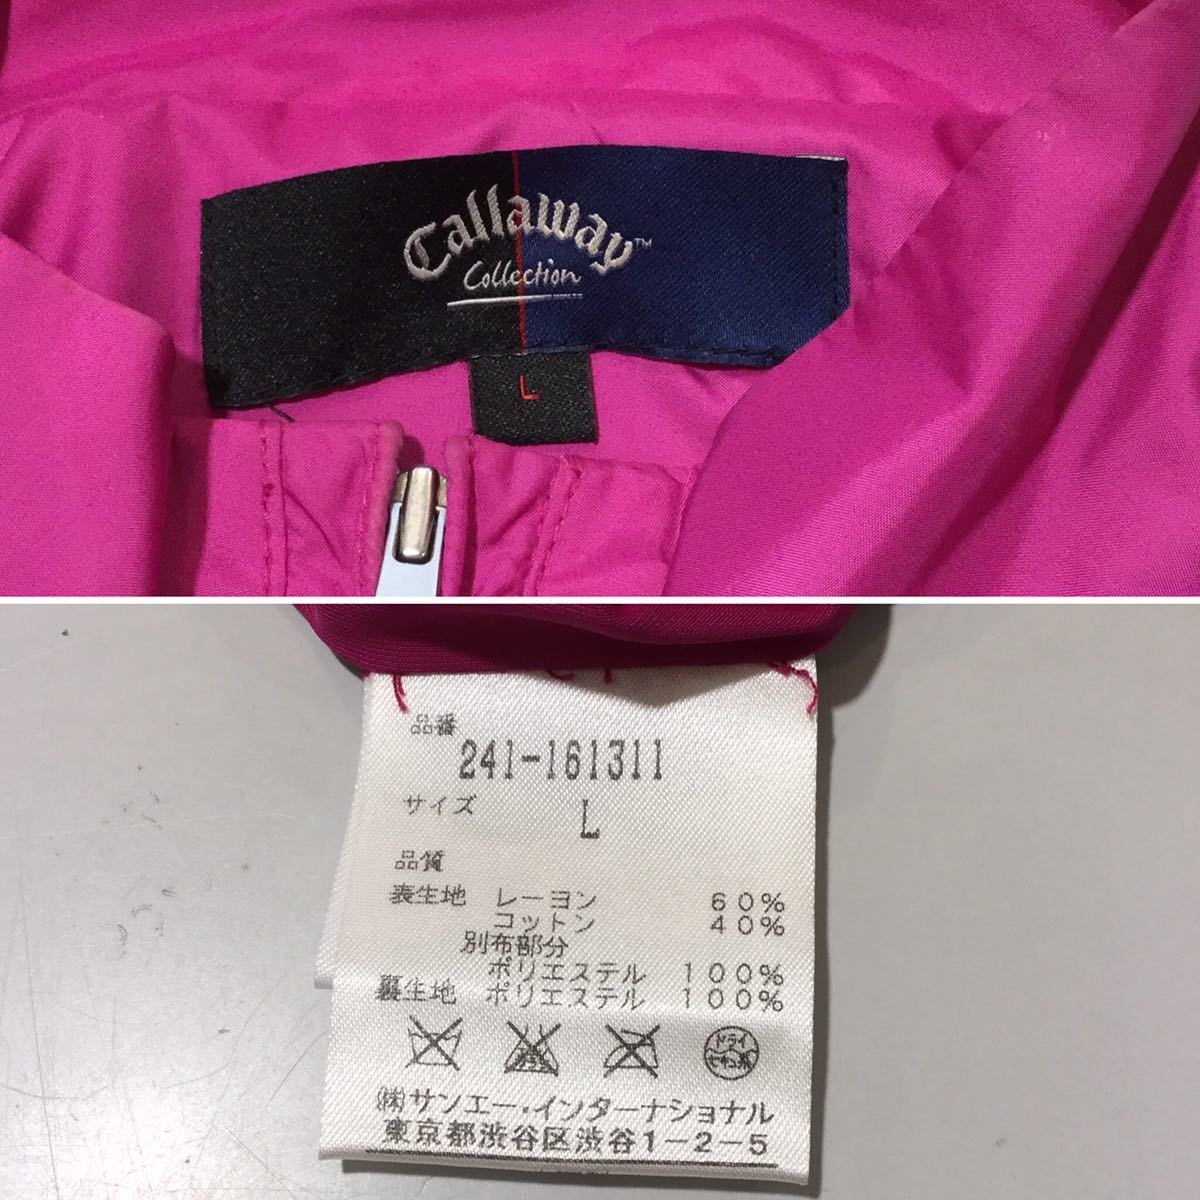 Callaway™
Collection
L
品番
241-161311
サイズ
L
品質
表生地 レーヨン 60%
コットン 40%
別布部分
ポリエステル 100%
裏生地 ポリエステル 100%
ドライ
㈱サンエー・インターナショナル
東京都渋谷区渋谷1-2-5